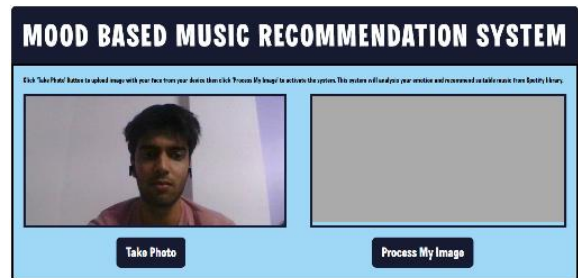 MOOD BASED MUSIC RECOMMENDATION SYSTEM
Click 'Take Photo' Button to upload image with your face from your device then click 'Process My Image' to activate the system. This system will analysis your emotion and recommend suitable music from Spotify library.
Take Photo
Process My Image